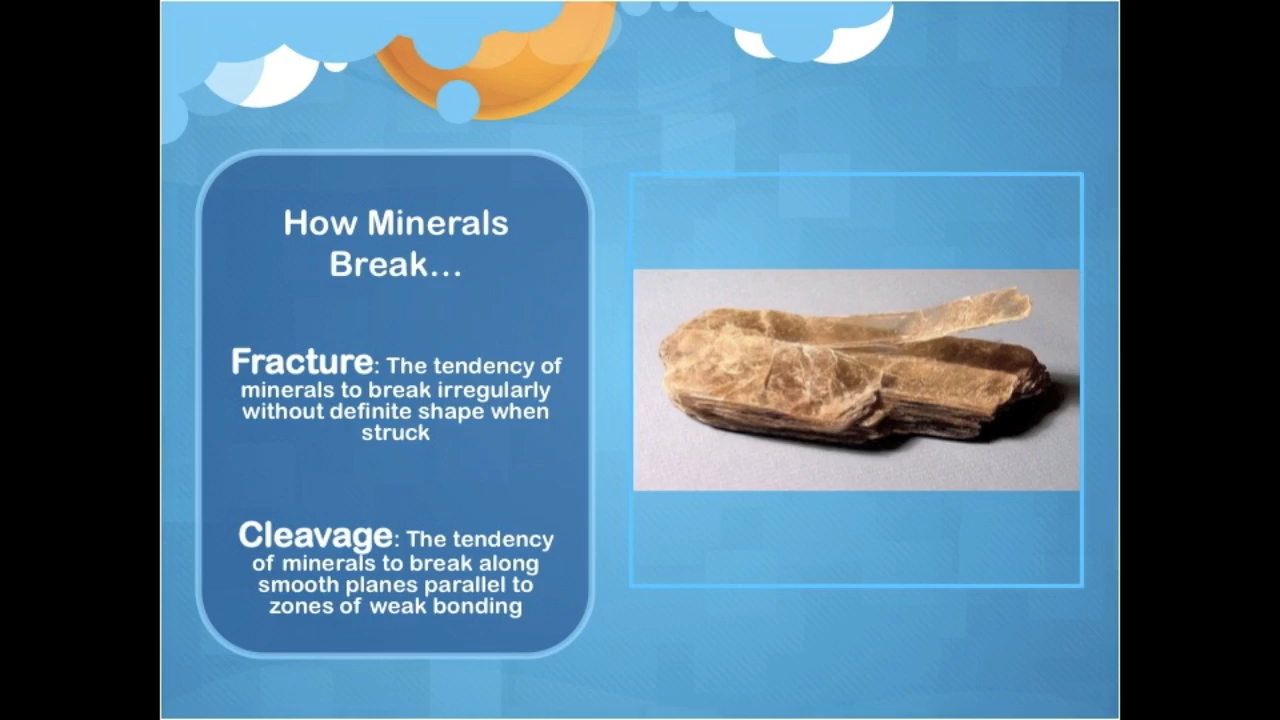 How Minerals
Break...
Fracture: The tendency of
minerals to break irregularly
without definite shape when
struck
Cleavage: The tendency
of minerals to break along
smooth planes parallel to
zones of weak bonding